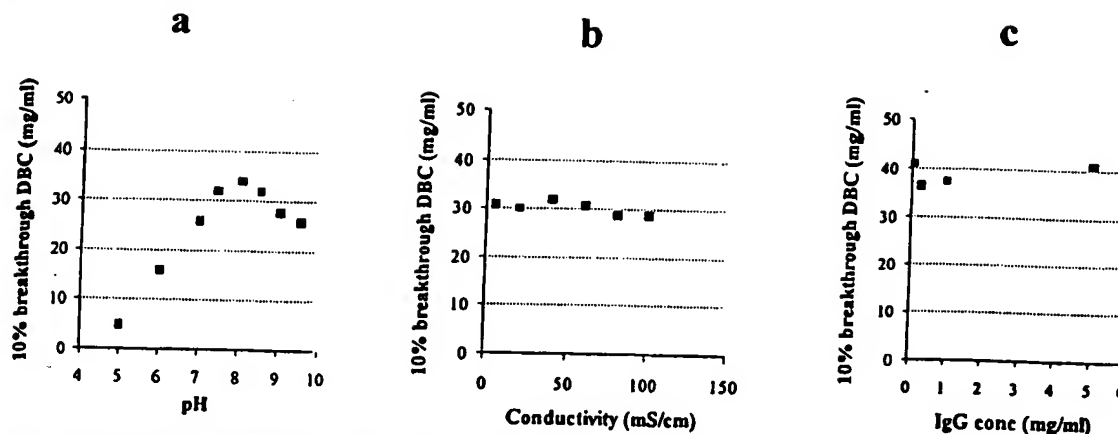 a
10% breakthrough DBC (mg/ml)
50
40
30
20
10
0
4 5 6 7 8 9 10
pH
b
10% breakthrough DBC (mg/ml)
50
40
30
20
10
0
0 50 100 150
Conductivity (mS/cm)
c
10% breakthrough DBC (mg/ml)
50
40
30
20
10
0
0 1 2 3 4 5 6
IgG conc (mg/ml)